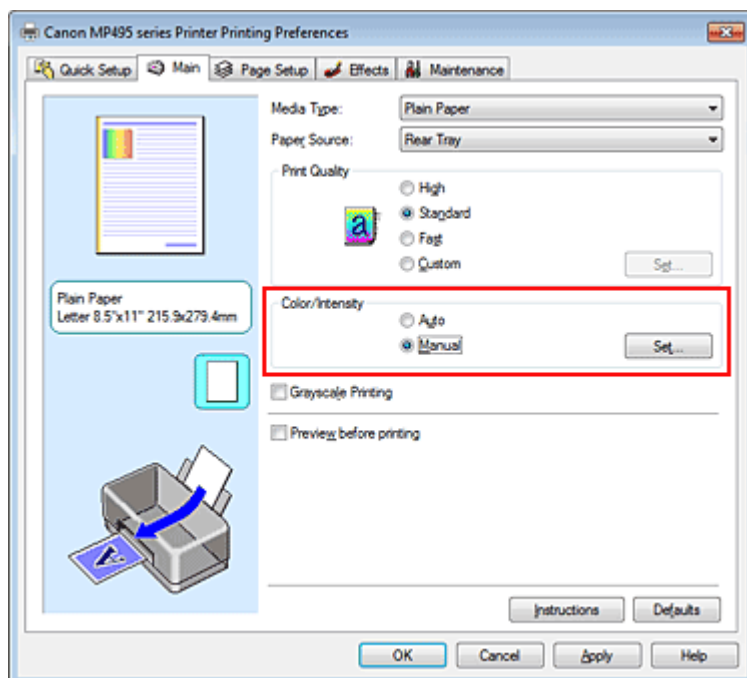 Canon MP495 series Printer Printing Preferences
Quick Setup Main Page Setup Effects Maintenance
Media Type: Plain Paper
Paper Source: Rear Tray
Print Quality
High
a
Standard
Fast
Custom Set...
Plain Paper
Letter 8.5"x11" 215.9x279.4mm
Color/Intensity
Auto
Manual Set...
Grayscale Printing
Preview before printing
A
Instructions Defaults
OK Cancel Apply Help